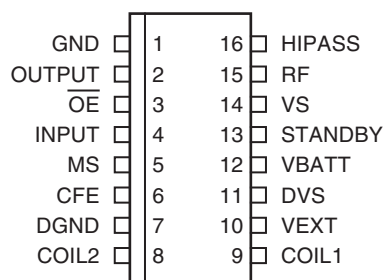 GND 1 16 HIPASS
OUTPUT 2 15 RF
OE 3 14 VS
INPUT 4 13 STANDBY
MS 5 12 VBATT
CFE 6 11 DVS
DGND 7 10 VEXT
COIL2 8 9 COIL1